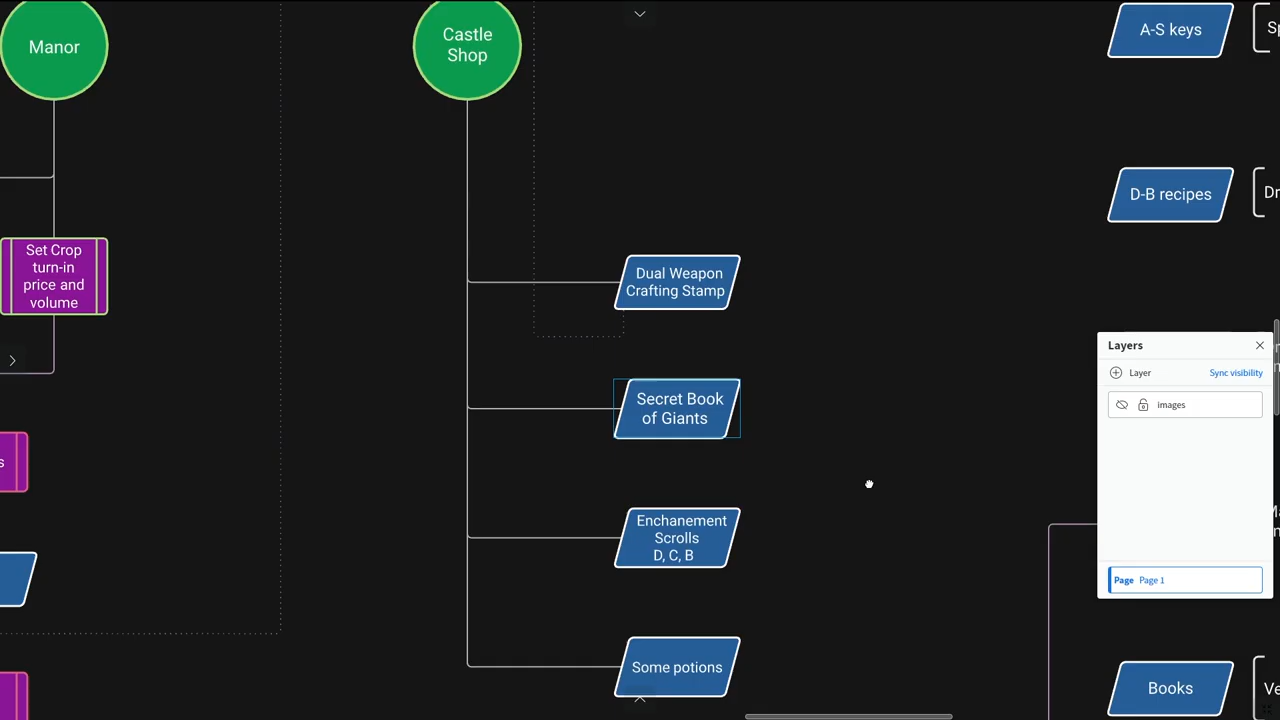 Manor
Castle
Shop
A-S keys
D-B recipes
Set Crop
turn-in
price and
volume
Dual Weapon
Crafting Stamp
Secret Book
of Giants
Enchanement
Scrolls
D, C, B
Some potions
Layers
Layer
Sync visibility
images
Page Page 1
Books